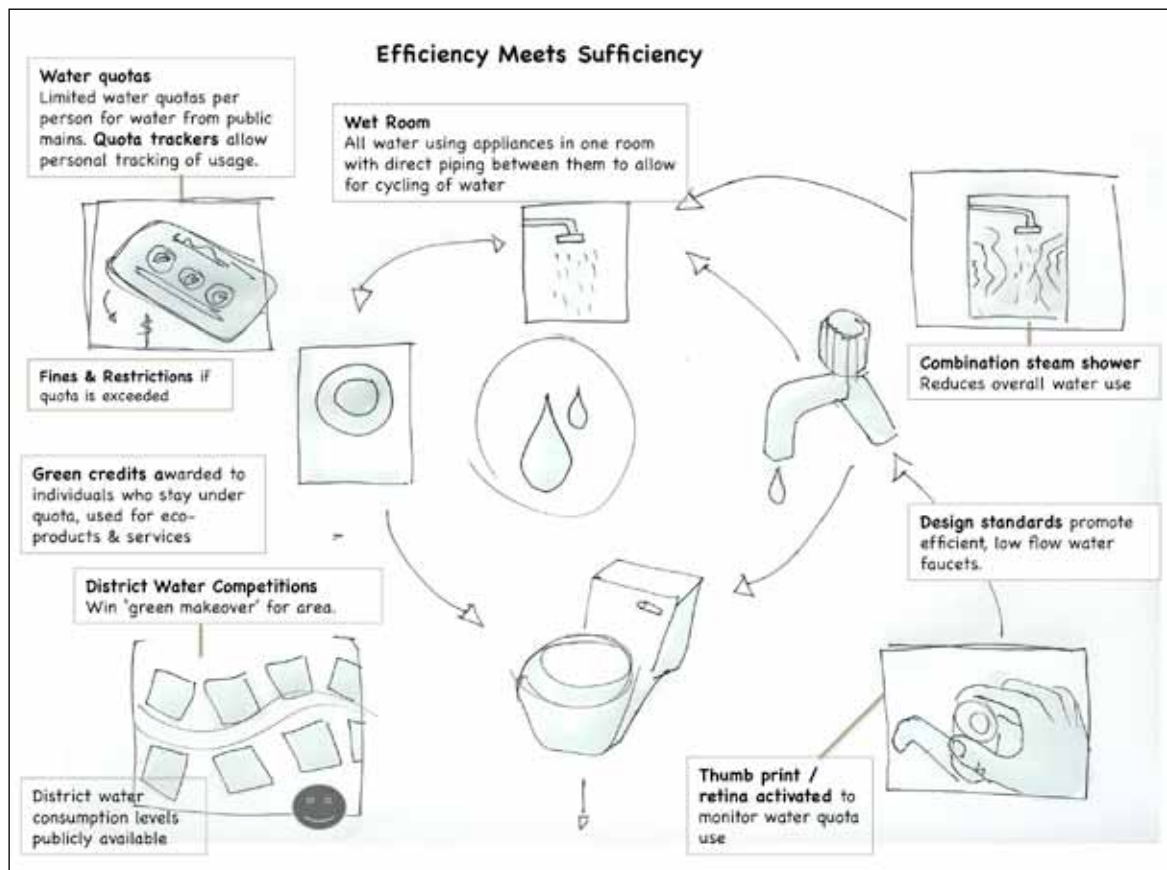 Efficiency Meets Sufficiency
Water quotas
Limited water quotas per
person for water from public
mains. Quota trackers allow
personal tracking of usage.
Wet Room
All water using appliances in one room
with direct piping between them to allow
for cycling of water
Combination steam shower
Reduces overall water use
Fines & Restrictions if
quota is exceeded
Green credits awarded to
individuals who stay under
quota, used for eco-
products & services
Design standards promote
efficient, low flow water
faucets.
District Water Competitions
Win 'green makeover' for area.
District water
consumption levels
publicly available
Thumb print /
retina activated to
monitor water quota
use